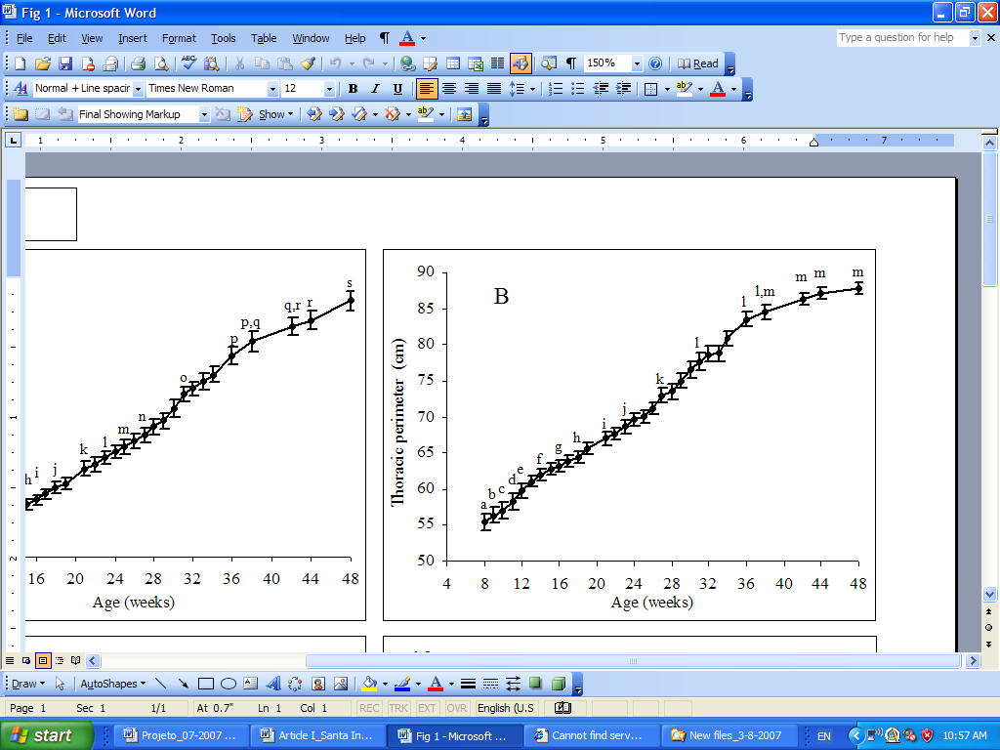 Fig 1 - Microsoft Word
File Edit View Insert Format Tools Table Window Help ¶ A Type a question for help
ABC ¶ 150% Read
Normal + Line spacir Times New Roman 12 B I U ab A
Final Showing Markup Show ab
L 1 1 2 3 4 5 6 7
s
q,r r
p,q
p
o
n
m
l
k
j
i
h
16 20 24 28 32 36 40 44 48
Age (weeks)
B
Thoracic perimeter (cm)
90
85
80
75
70
65
60
55
50
a b c d e f g h i j k l l l,m m m m
4 8 12 16 20 24 28 32 36 40 44 48
Age (weeks)
1
2
Draw AutoShapes A A
Page 1 Sec 1 1/1 At 0.7" Ln 1 Col 1 REC TRK EXT OVR English (U.S
start Projeto_07-2007 ... Article I_Santa In... Fig 1 - Microsoft ... Cannot find serv... New files_3-8-2007 EN 10:57 AM